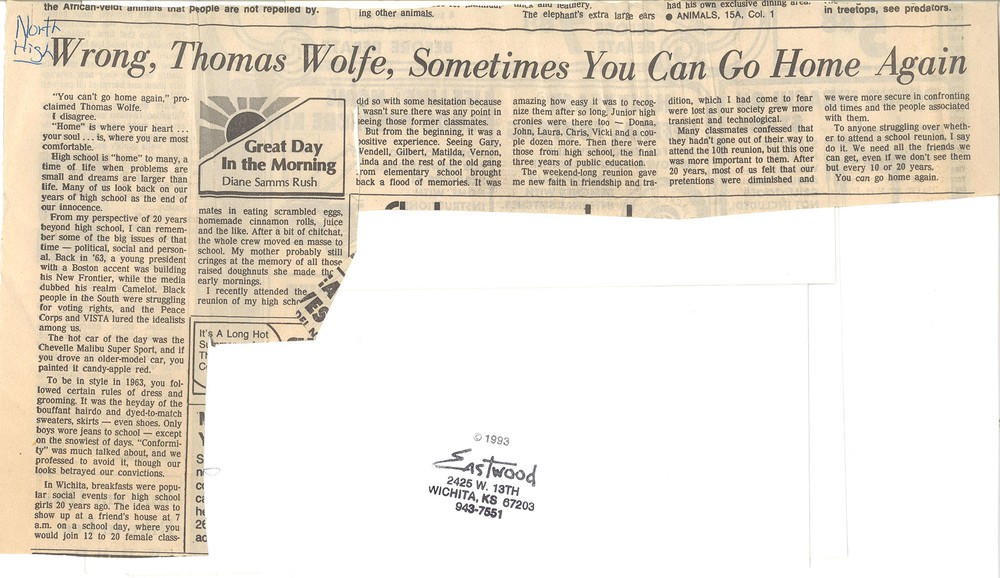 the African-veldt animals that people are not repelled by.
ing other animals.
and leathery.
The elephant's extra large ears
had his own exclusive dining area.
● ANIMALS, 15A, Col. 1
in treetops, see predators.
North
High
Wrong, Thomas Wolfe, Sometimes You Can Go Home Again
"You can't go home again," pro-
claimed Thomas Wolfe.
I disagree.
"Home" is where your heart ...
your soul ... is, where you are most
comfortable.
High school is "home" to many, a
time of life when problems are
small and dreams are larger than
life. Many of us look back on our
years of high school as the end of
our innocence.
From my perspective of 20 years
beyond high school, I can remem-
ber some of the big issues of that
time — political, social and person-
al. Back in '63, a young president
with a Boston accent was building
his New Frontier, while the media
dubbed his realm Camelot. Black
people in the South were struggling
for voting rights, and the Peace
Corps and VISTA lured the idealists
among us.
The hot car of the day was the
Chevelle Malibu Super Sport, and if
you drove an older-model car, you
painted it candy-apple red.
To be in style in 1963, you fol-
lowed certain rules of dress and
grooming. It was the heyday of the
bouffant hairdo and dyed-to-match
sweaters, skirts — even shoes. Only
boys wore jeans to school — except
on the snowiest of days. "Conformi-
ty" was much talked about, and we
professed to avoid it, though our
looks betrayed our convictions.
In Wichita, breakfasts were popu-
lar social events for high school
girls 20 years ago. The idea was to
show up at a friend's house at 7
a.m. on a school day, where you
would join 12 to 20 female class-
Great Day
In the Morning
Diane Samms Rush
mates in eating scrambled eggs,
homemade cinnamon rolls, juice
and the like. After a bit of chitchat,
the whole crew moved en masse to
school. My mother probably still
cringes at the memory of all those
raised doughnuts she made the
early mornings.
I recently attended the
reunion of my high
It's A Long Hot
did so with some hesitation because
I wasn't sure there was any point in
seeing those former classmates.
But from the beginning, it was a
positive experience. Seeing Gary,
Wendell, Gilbert, Matilda, Vernon,
Linda and the rest of the old gang
from elementary school brought
back a flood of memories. It was
amazing how easy it was to recog-
nize them after so long. Junior high
cronies were there too — Dona,
John, Laura, Chris, Vicki and a cou-
ple dozen more. Then there were
those from high school, the final
three years of public education.
The weekend-long reunion gave
me new faith in friendship and tra-
dition, which I had come to fear
were lost as our society grew more
transient and technological.
Many classmates confessed that
they hadn't gone out of their way to
attend the 10th reunion, but this one
was more important to them. After
20 years, most of us felt that our
pretentions were diminished and
we were more secure in confronting
old times and the people associated
with them.
To anyone struggling over wheth-
er to attend a school reunion, I say
do it. We need all the friends we
can get, even if we don't see them
but every 10 or 20 years.
You can go home again.
© 1993
Eastwood
2425 W. 13TH
WICHITA, KS 67203
943-7551